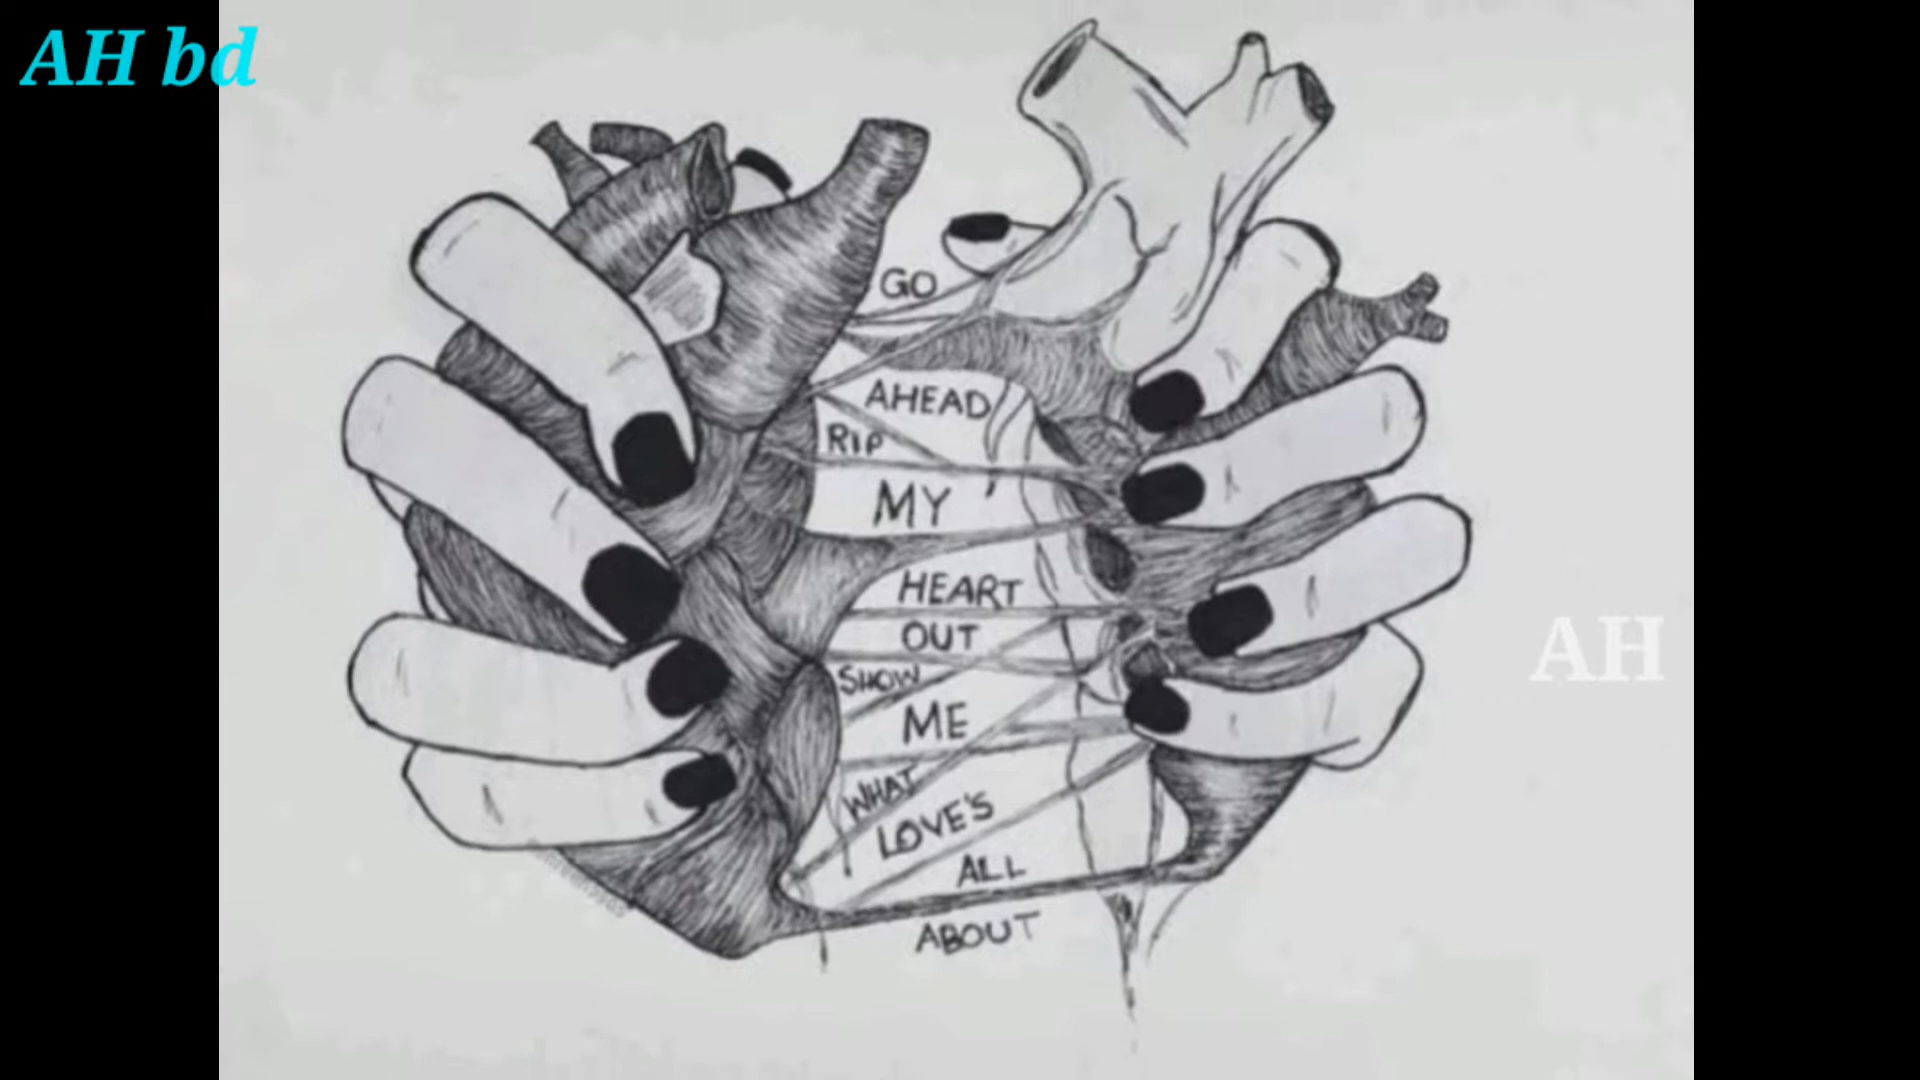 AH bd
GO
AHEAD
RIP
MY
HEART
OUT
SHOW
ME
WHAT
LOVE'S
ALL
ABOUT
AH